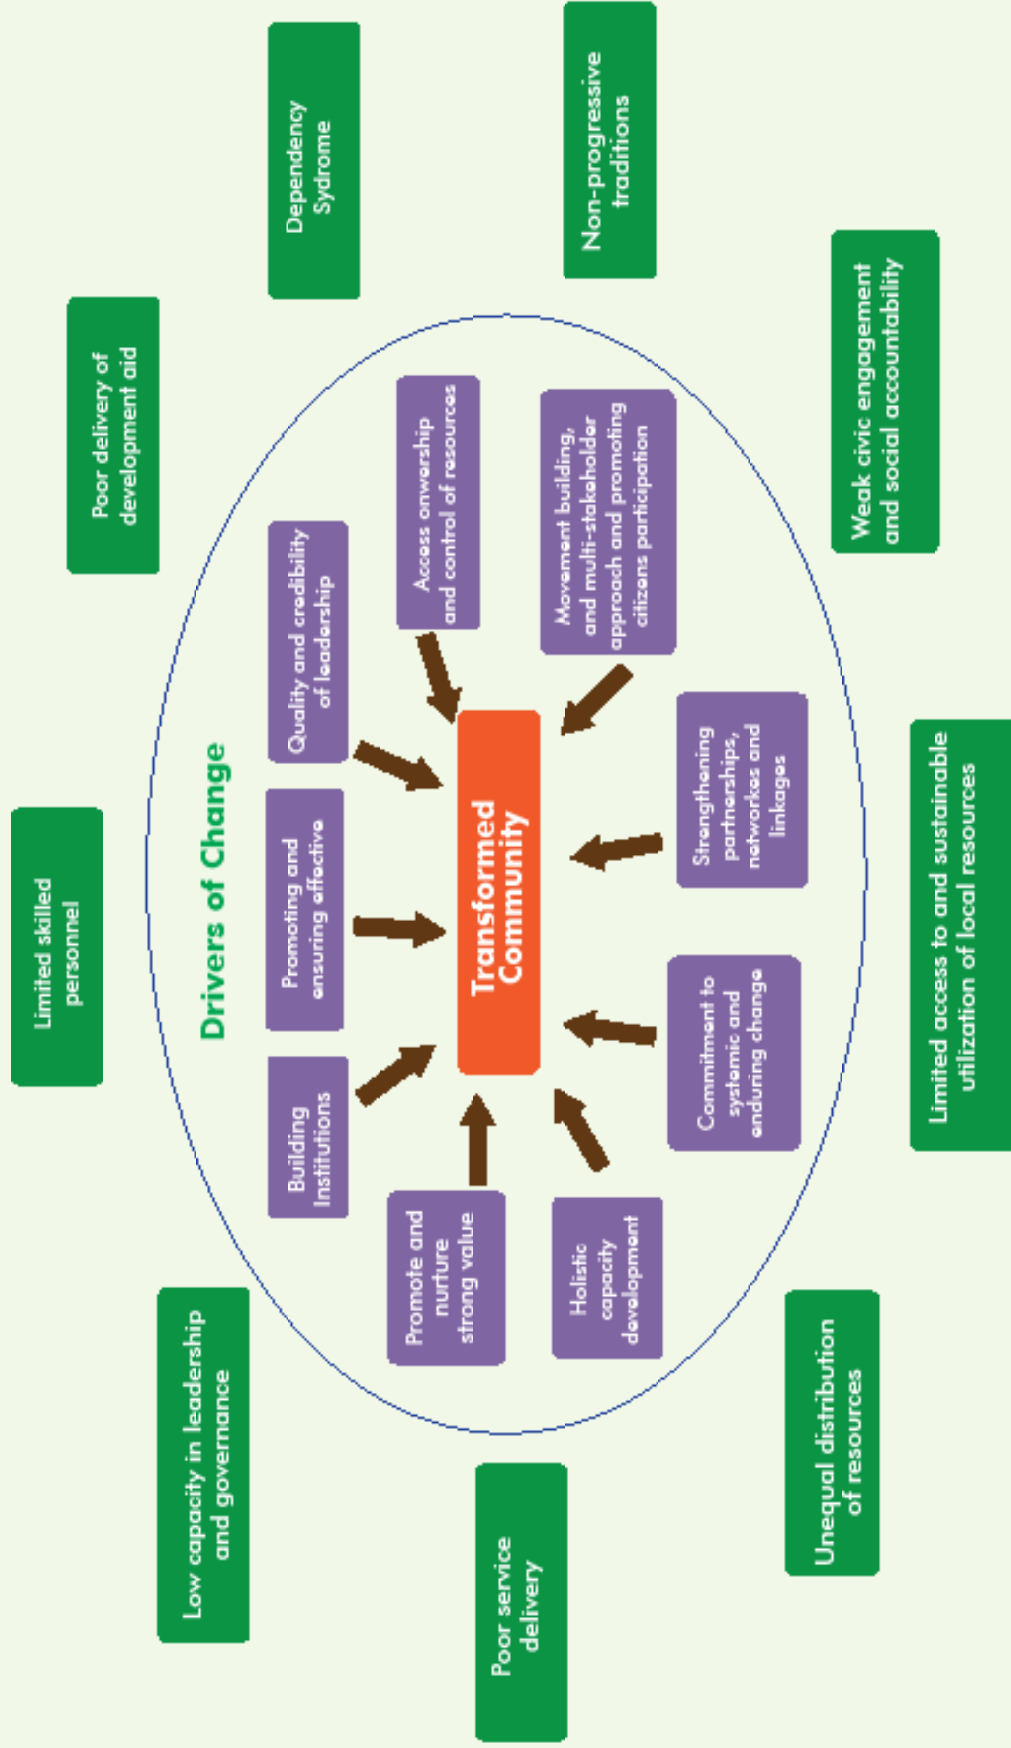 Limited skilled
personnel
Poor delivery of
development aid
Low capacity in leadership
and governance
Drivers of Change
Building
Institutions
Promoting and
ensuring effective
Quality and credibility
of leadership
Dependency
Sydrome
Promote and
nurture
strong value
Access onwership
and control of resources
Transformed
Community
Poor service
delivery
Holistic
capacity
development
Movement building,
and multi-stakeholder
approach and promoting
citizens participation
Non-progressive
traditions
Commitment to
systemic and
enduring change
Strengthening
partnerships,
networkes and
linkages
Unequal distribution
of resources
Weak civic engagement
and social accountability
Limited access to and sustainable
utilization of local resources